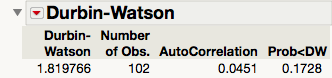 Durbin-Watson
Durbin- Number
Watson of Obs. AutoCorrelation Prob<DW
1.819766 102 0.0451 0.1728